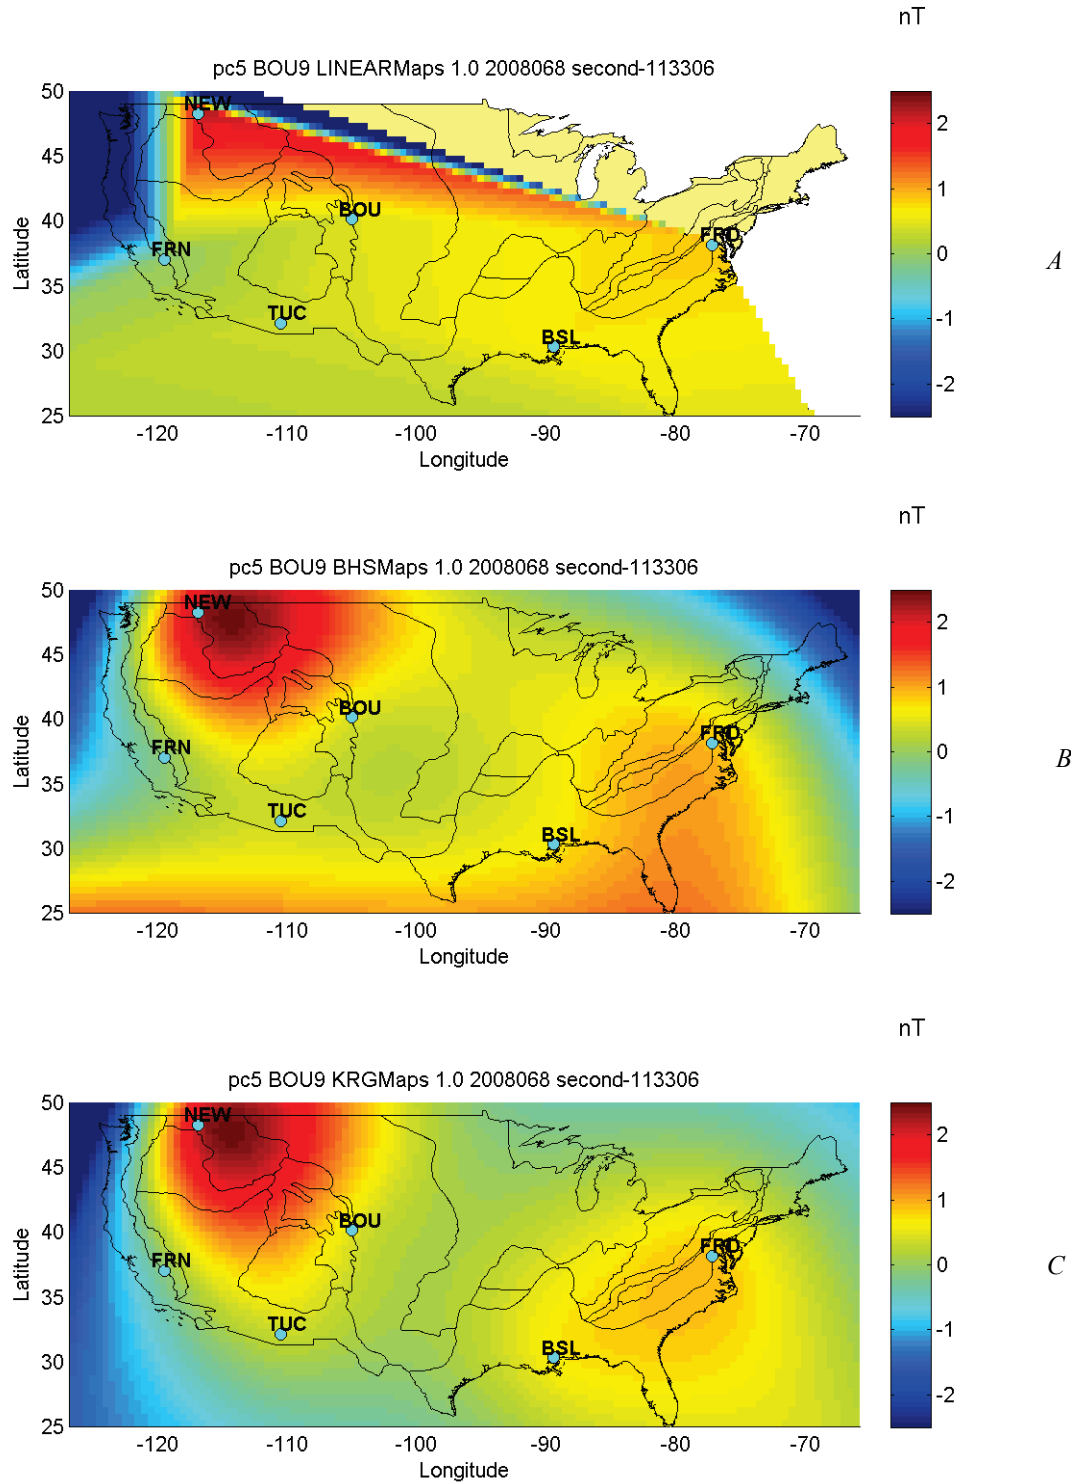 nT
pc5 BOU9 LINEARMaps 1.0 2008068 second-113306
50
45
40
35
30
25
Latitude
NEW
BOU
FRD
FRN
TUC
BSL
-120
-110
-100
-90
-80
-70
Longitude
2
1
0
-1
-2
A
nT
pc5 BOU9 BHSMaps 1.0 2008068 second-113306
50
45
40
35
30
25
Latitude
NEW
BOU
FRD
FRN
TUC
BSL
-120
-110
-100
-90
-80
-70
Longitude
2
1
0
-1
-2
B
nT
pc5 BOU9 KRGMaps 1.0 2008068 second-113306
50
45
40
35
30
25
Latitude
NEW
BOU
FRD
FRN
TUC
BSL
-120
-110
-100
-90
-80
-70
Longitude
2
1
0
-1
-2
C